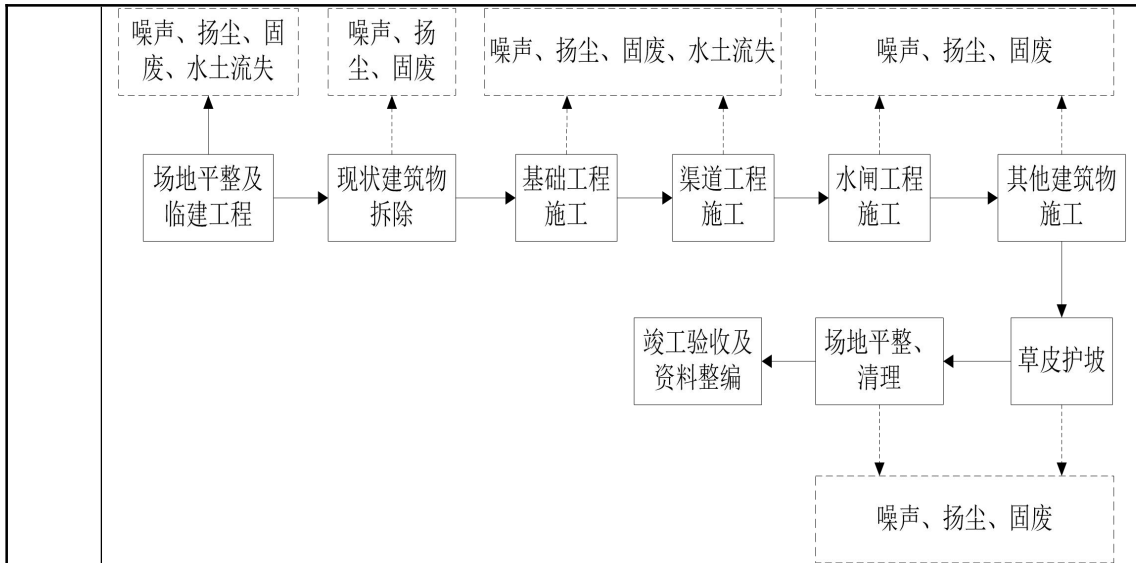 噪声、扬尘、固
废、水土流失
噪声、扬
尘、固废
噪声、扬尘、固废、水土流失
噪声、扬尘、固废
场地平整及
临建工程
现状建筑物
拆除
基础工程
施工
渠道工程
施工
水闸工程
施工
其他建筑物
施工
竣工验收及
资料整编
场地平整、
清理
草皮护坡
噪声、扬尘、固废